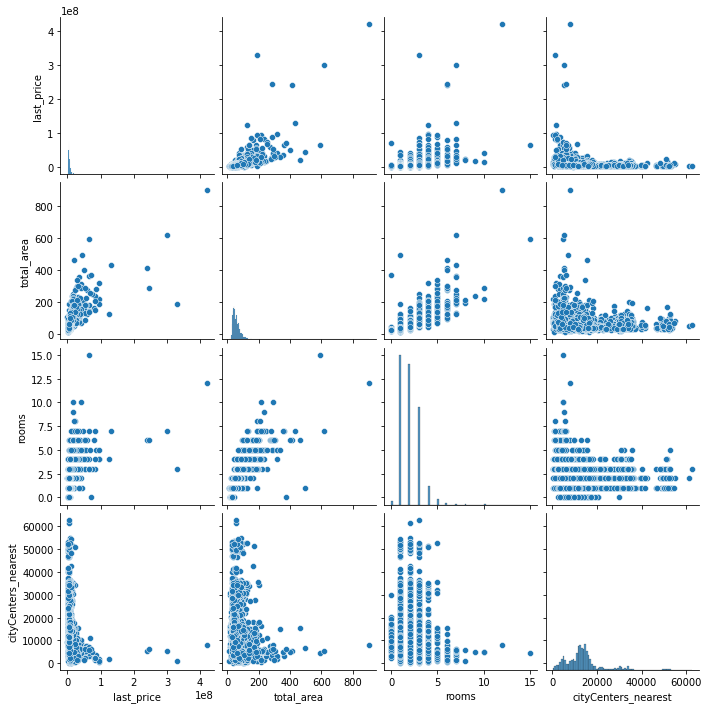 1e8
4
3
2
1
0
last_price
800
600
400
200
0
total_area
15.0
12.5
10.0
7.5
5.0
2.5
0.0
rooms
60000
50000
40000
30000
20000
10000
0
cityCenters_nearest
0 2 4
1e8
last_price
0 200 400 600 800
total_area
0 5 10 15
rooms
0 20000 40000 60000
cityCenters_nearest